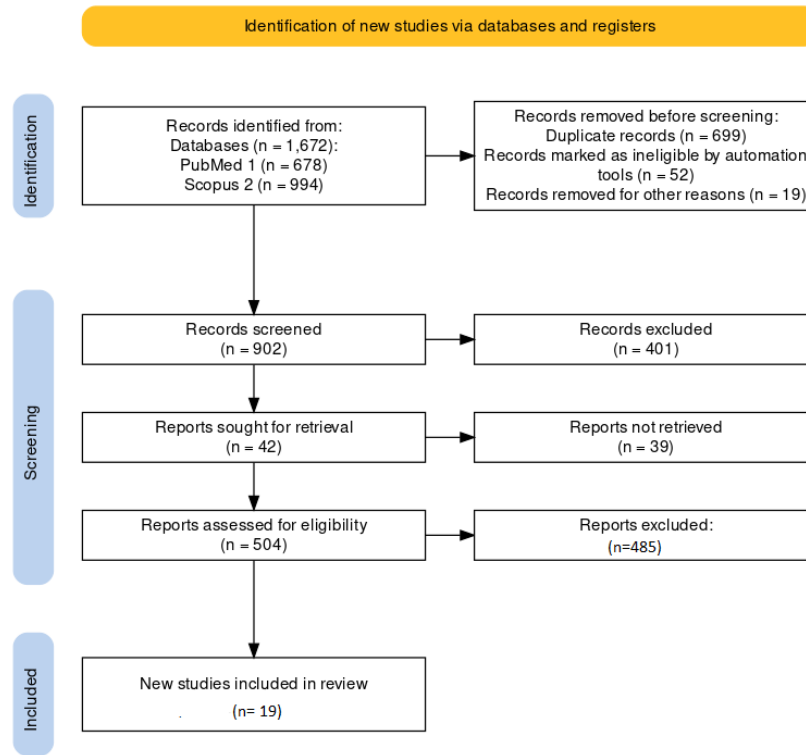 Identification of new studies via databases and registers
Identification
Records identified from:
Databases (n = 1,672):
PubMed 1 (n = 678)
Scopus 2 (n = 994)
Records removed before screening:
Duplicate records (n = 699)
Records marked as ineligible by automation
tools (n = 52)
Records removed for other reasons (n = 19)
Screening
Records screened
(n = 902)
Records excluded
(n = 401)
Reports sought for retrieval
(n = 42)
Reports not retrieved
(n = 39)
Reports assessed for eligibility
(n = 504)
Reports excluded:
(n=485)
Included
New studies included in review
(n= 19)